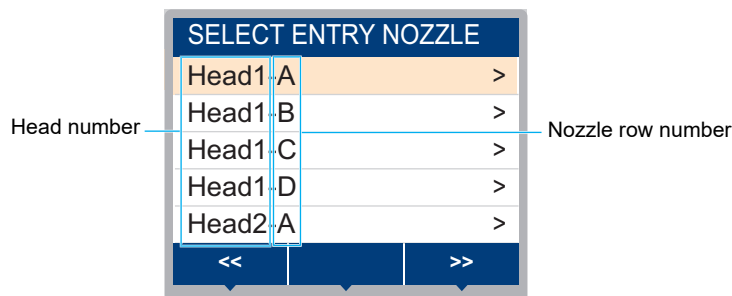 SELECT ENTRY NOZZLE
Head1-A >
Head1-B >
Head number
Nozzle row number
Head1-C >
Head1-D >
Head2-A >
<< >>